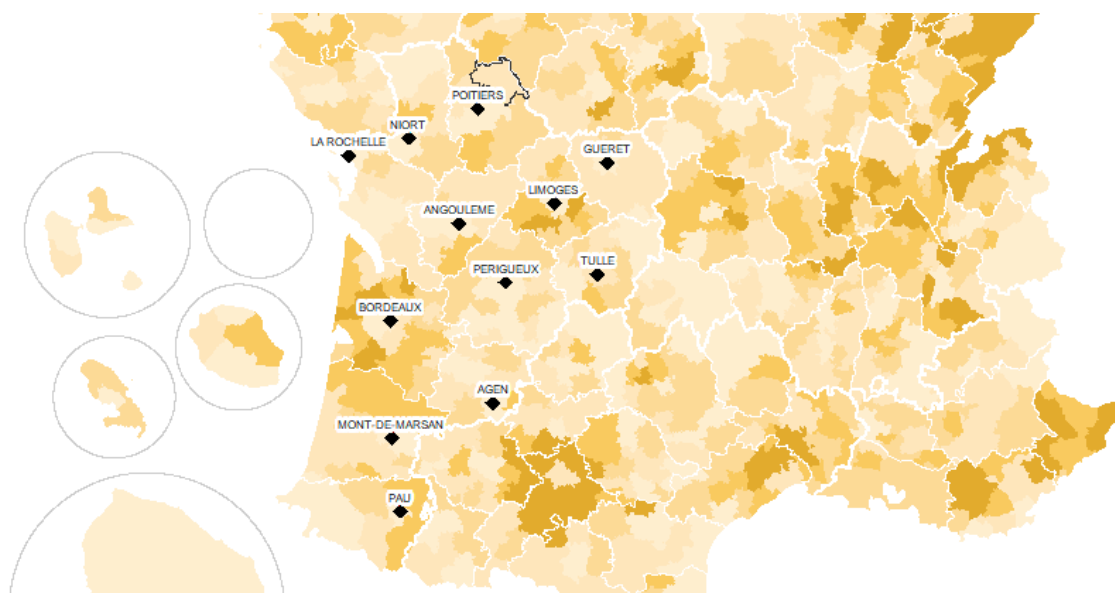 POITIERS
NIORT
LA ROCHELLE
GUERET
LIMOGES
ANGOULEME
PERIGUEUX
TULLE
BORDEAUX
AGEN
MONT-DE-MARSAN
PAU